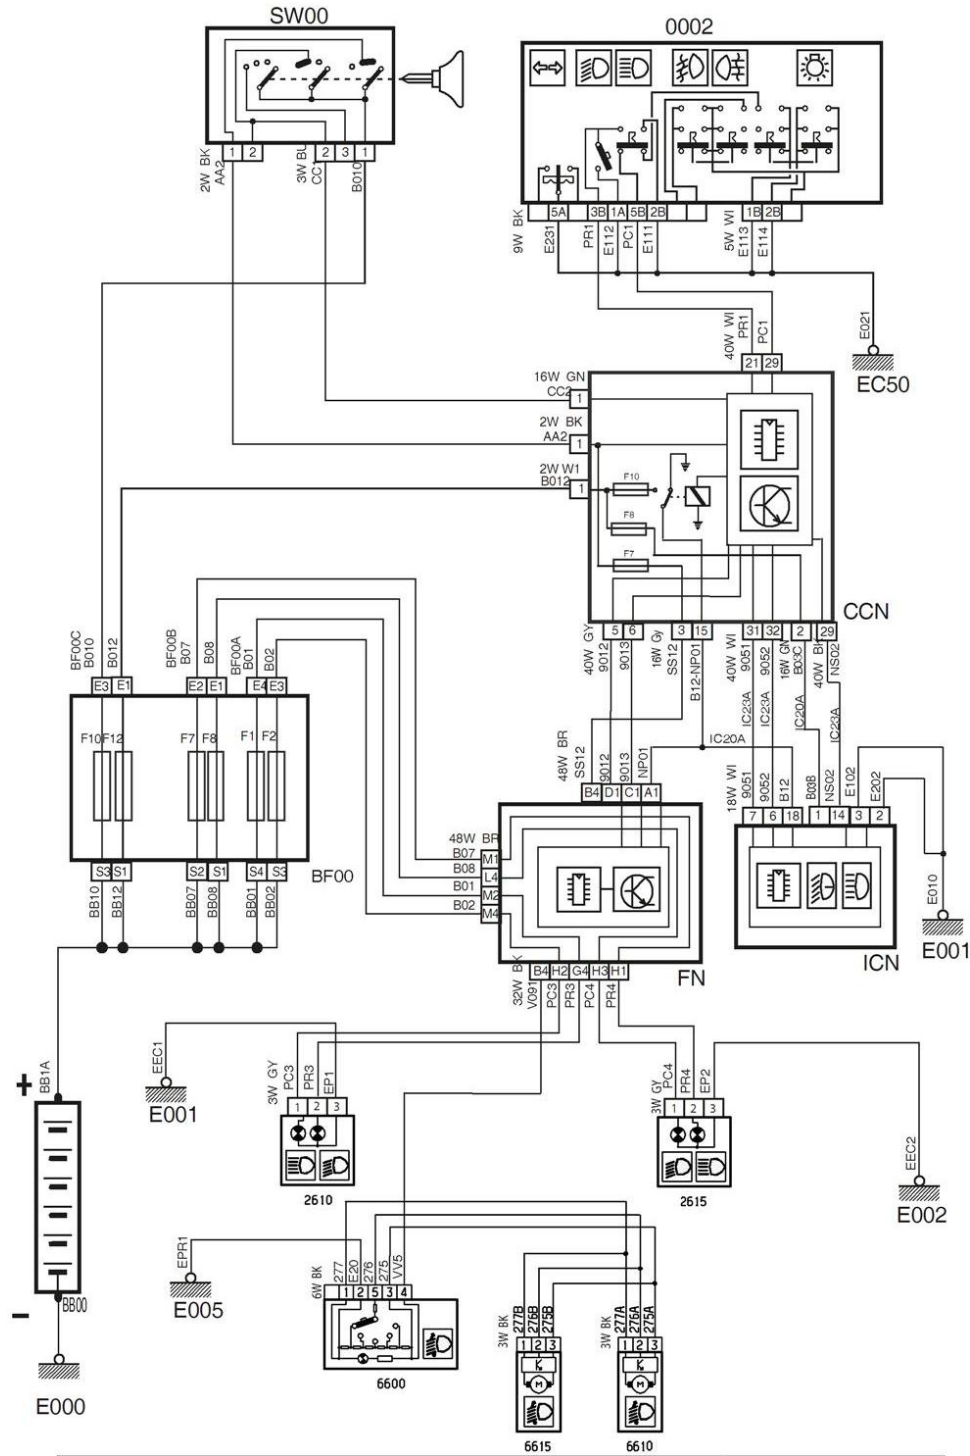 SW00
0002
1 2
2 3 1
2W BK
AA2
3W BU
CC
B010
5A 3B 1A 5B 2B
1B 2B
9W BK
E231
PR1
E112
PC1
E111
5W WI
E113
E114
E021
EC50
40W WI
PR1
PC1
21 29
16W GN
CC2
1
2W BK
AA2
1
2W W1
B012
1
F10
F8
F7
CCN
5 6 3 15 31 32 2 29
40W GY
9012
9013
16W Gy
SS12
B12-NP01
40W WI
9051
9052
16W GN
B03C
40W BK
NS02
IC23A
IC23A
IC20A
IC23A
IC20A
BF00C
B010
B012
BF00B
B07
B08
BF00A
B01
B02
E3 E1 E2 E1 E4 E3
F10 F12 F7 F8 F1 F2
S3 S1 S2 S1 S4 S3
BF00
BB10
BB12
BB07
BB08
BB01
BB02
48W BR
SS12
9012
9013
NP01
B4 D1 C1 A1
18W WI
9051
9052
B12
B03B
NS02
E102
E202
7 6 18 1 14 3 2
48W BR
B07 M1
B08 L4
B01 M2
B02 M4
FN
ICN
E010
E001
B4 H2 G4 H3 H1
32W BK
V091
PC3
PR3
PC4
PR4
EEC1
E001
3W GY
PC3
PR3
EP1
1 2 3
2610
3W GY
PC4
PR4
EP2
1 2 3
2615
EEC2
E002
+
BB1A
BB00
−
E000
EPR1
E005
6W BK
277
E20
276
275
VV5
1 2 5 3 4
6600
3W BK
277B
276B
275B
1 2 3
M
6615
3W BK
277A
276A
275A
1 2 3
M
6610